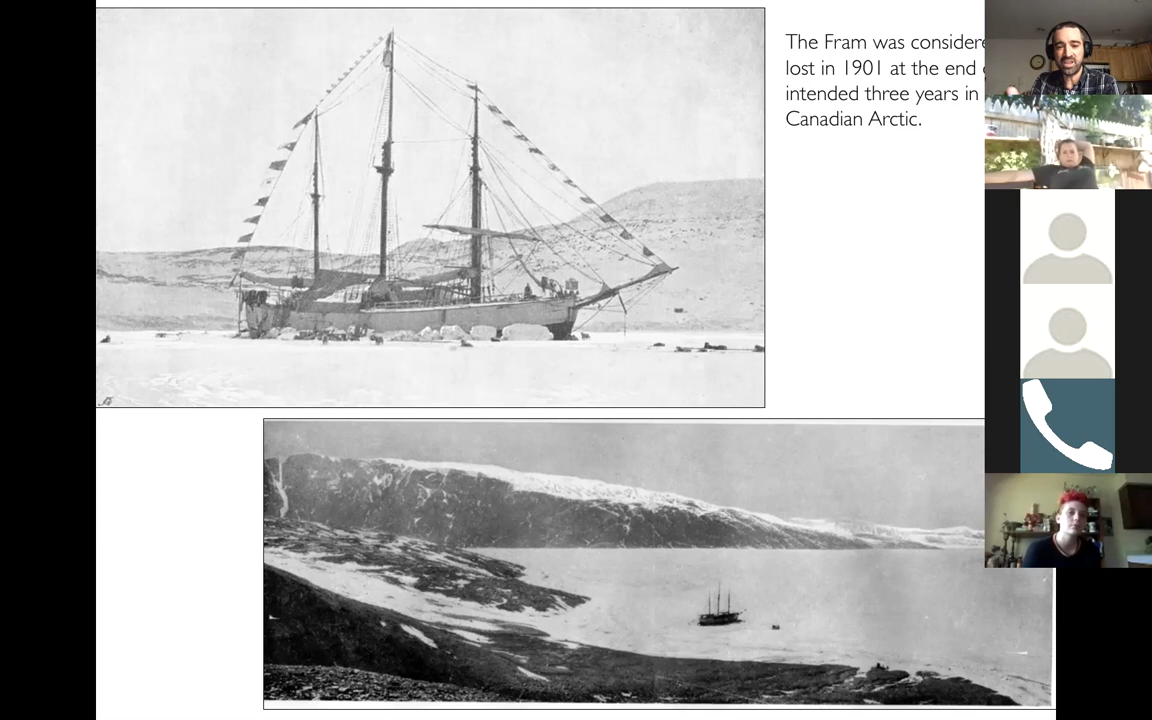 The Fram was considere
lost in 1901 at the end
intended three years in
Canadian Arctic.